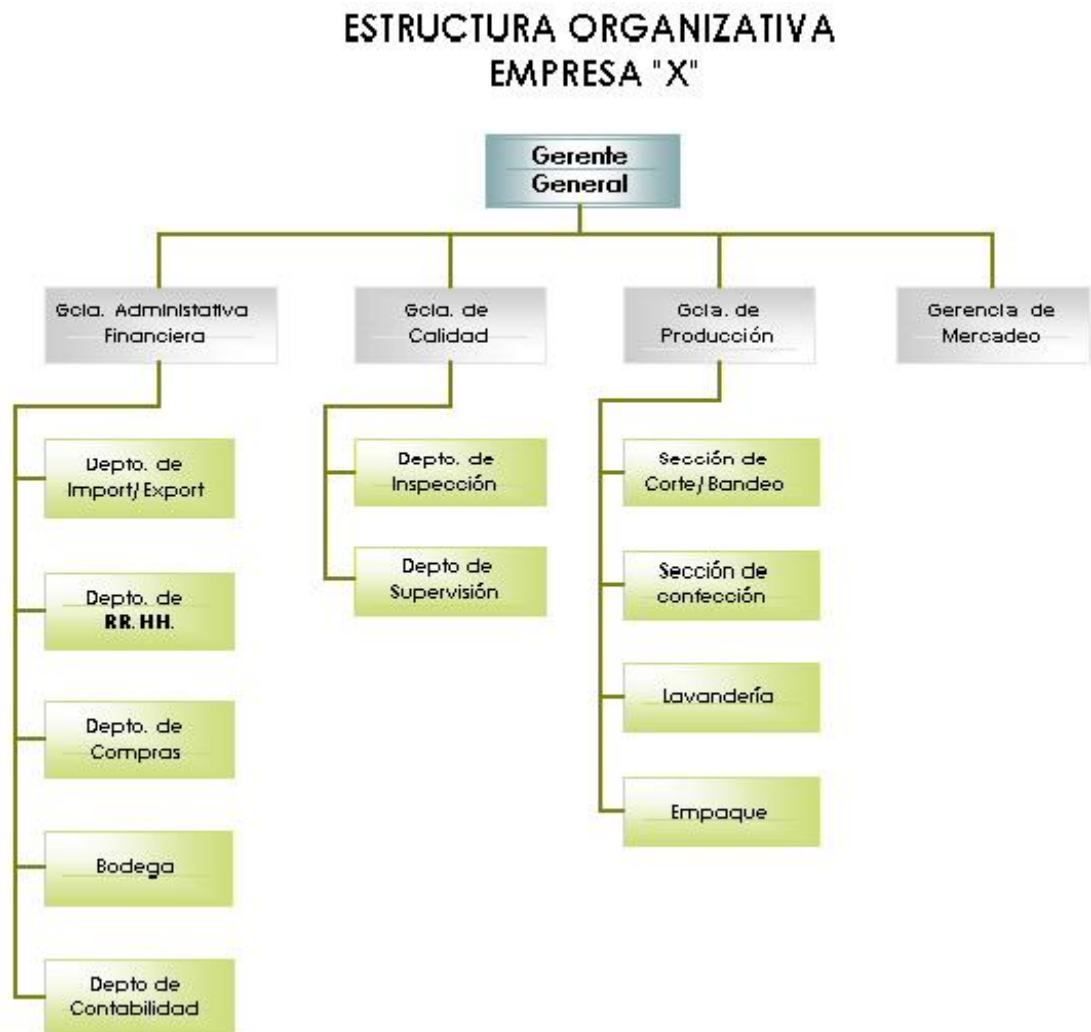 ESTRUCTURA ORGANIZATIVA
EMPRESA "X"
Gerente
General
Gcia. Administativa
Financiera
Gcia. de
Calidad
Gcia. de
Producción
Gerencia de
Mercadeo
Depto. de
Import/Export
Depto. de
RR.HH.
Depto. de
Compras
Bodega
Depto de
Contabilidad
Depto. de
Inspección
Depto de
Supervisión
Sección de
Corte/Bandeo
Sección de
confección
Lavandería
Empaque